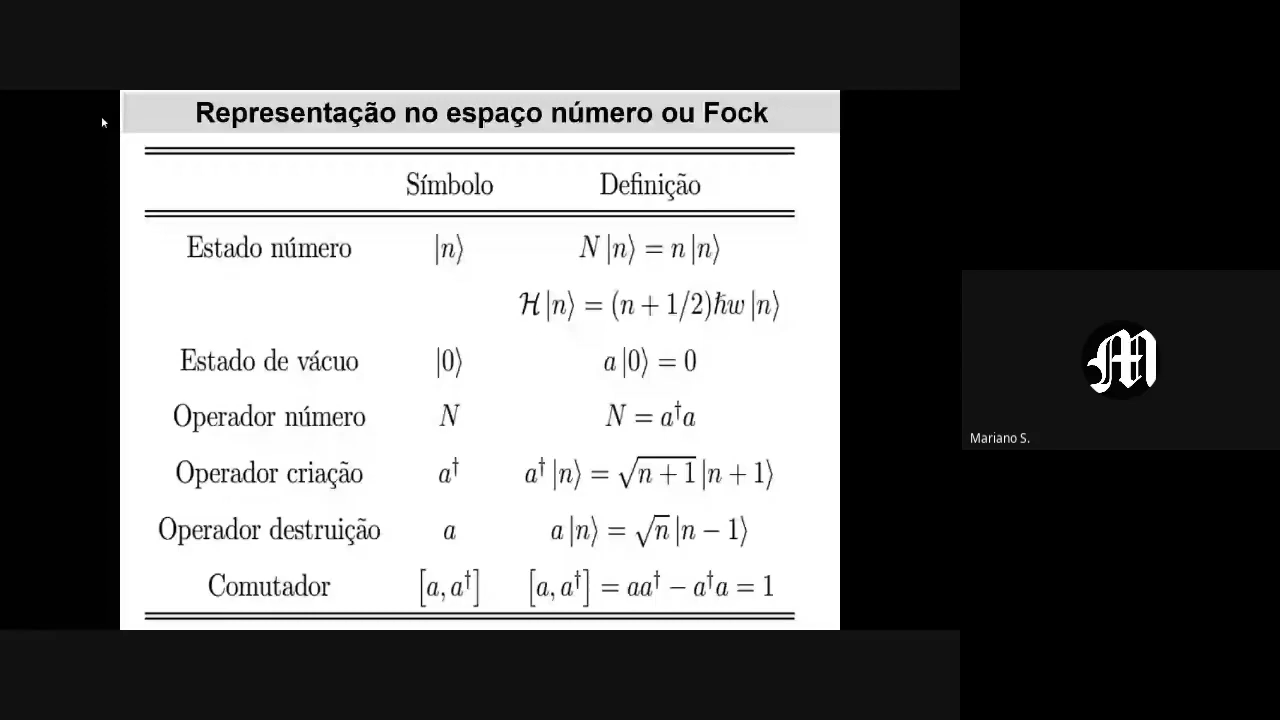 Representação no espaço número ou Fock
Símbolo Definição
Estado número |n⟩ N |n⟩ = n |n⟩
ℋ |n⟩ = (n + 1/2)ℏw |n⟩
Estado de vácuo |0⟩ a |0⟩ = 0
Operador número N N = a†a
Operador criação a† a† |n⟩ = √(n + 1) |n + 1⟩
Operador destruição a a |n⟩ = √n |n − 1⟩
Comutador [a, a†] [a, a†] = aa† − a†a = 1
M
Mariano S.